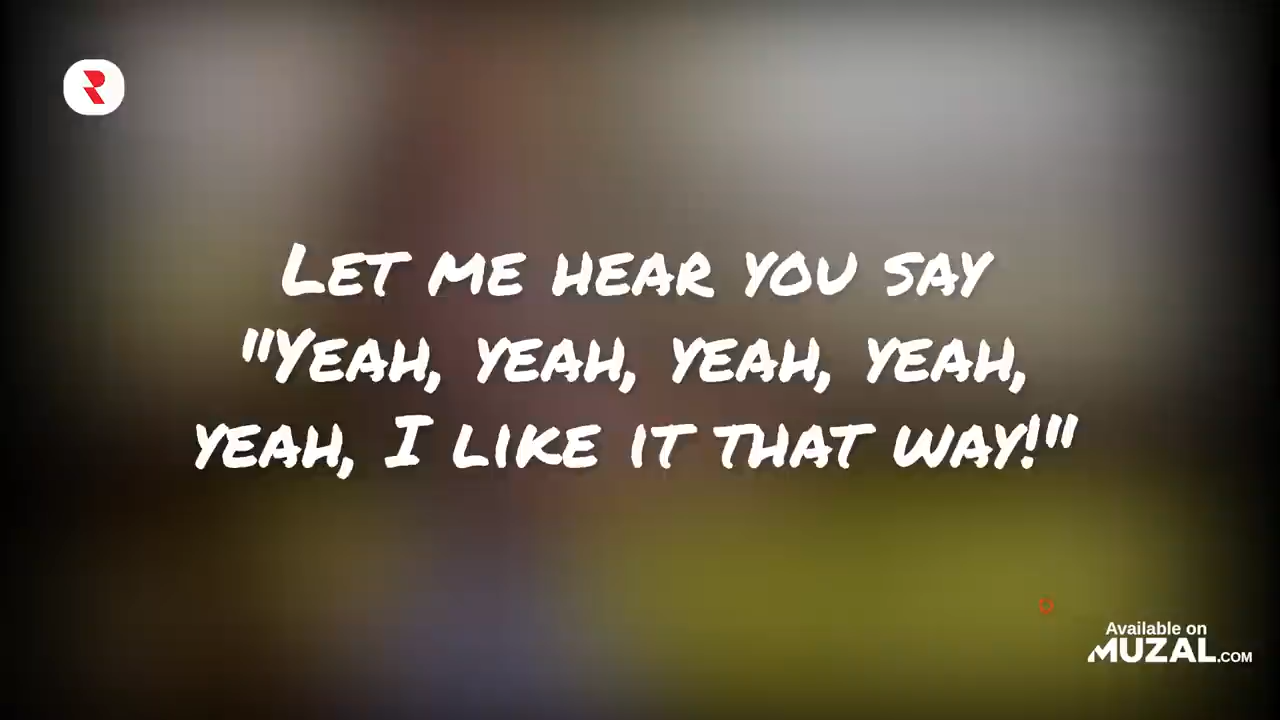 Let me hear you say
"Yeah, yeah, yeah, yeah,
yeah, I like it that way!"
Available on
MUZAL.COM